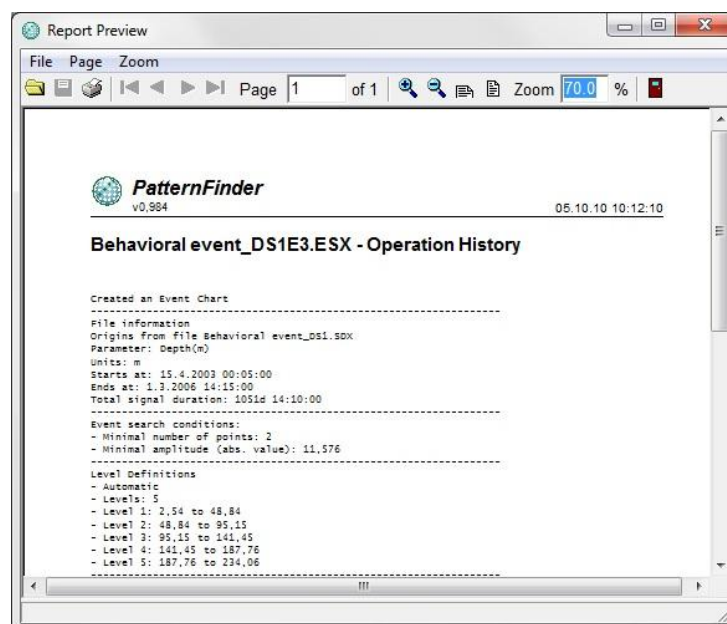 Report Preview
File Page Zoom
Page 1 of 1 Zoom 70.0 %
PatternFinder
v0,984
05.10.10 10:12:10
Behavioral event_DS1E3.ESX - Operation History
Created an Event Chart
--------------------------------------------------------------------------------
File information
Origins from file Behavioral event_DS1.SDX
Parameter: Depth(m)
Units: m
Starts at: 15.4.2003 00:05:00
Ends at: 1.3.2006 14:15:00
Total signal duration: 1051d 14:10:00
--------------------------------------------------------------------------------
Event search conditions:
- Minimal number of points: 2
- Minimal amplitude (abs. value): 11,576
--------------------------------------------------------------------------------
Level Definitions
- Automatic
- Levels: 5
- Level 1: 2,54 to 48,84
- Level 2: 48,84 to 95,15
- Level 3: 95,15 to 141,45
- Level 4: 141,45 to 187,76
- Level 5: 187,76 to 234,06
--------------------------------------------------------------------------------